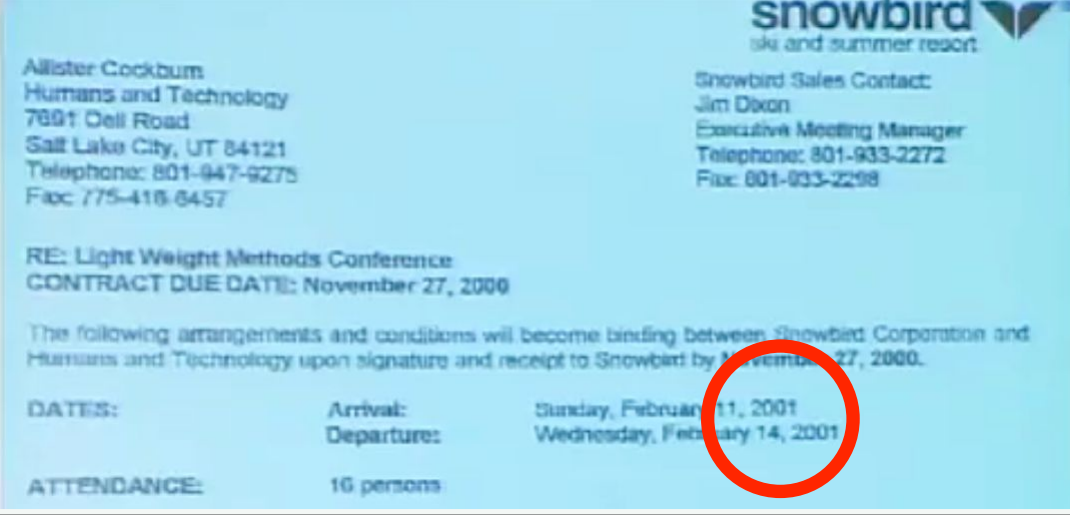 snowbird
ski and summer resort
Allister Cockburn
Humans and Technology
7691 Dell Road
Salt Lake City, UT 84121
Telephone: 801-947-9275
Fax: 775-416-6457
Snowbird Sales Contact:
Jim Dixon
Executive Meeting Manager
Telephone: 801-933-2272
Fax: 801-933-2298
RE: Light Weight Methods Conference
CONTRACT DUE DATE: November 27, 2000
The following arrangements and conditions will become binding between Snowbird Corporation and
Humans and Technology upon signature and receipt to Snowbird by November 27, 2000.
DATES: Arrival: Sunday, February 11, 2001
Departure: Wednesday, February 14, 2001
ATTENDANCE: 16 persons